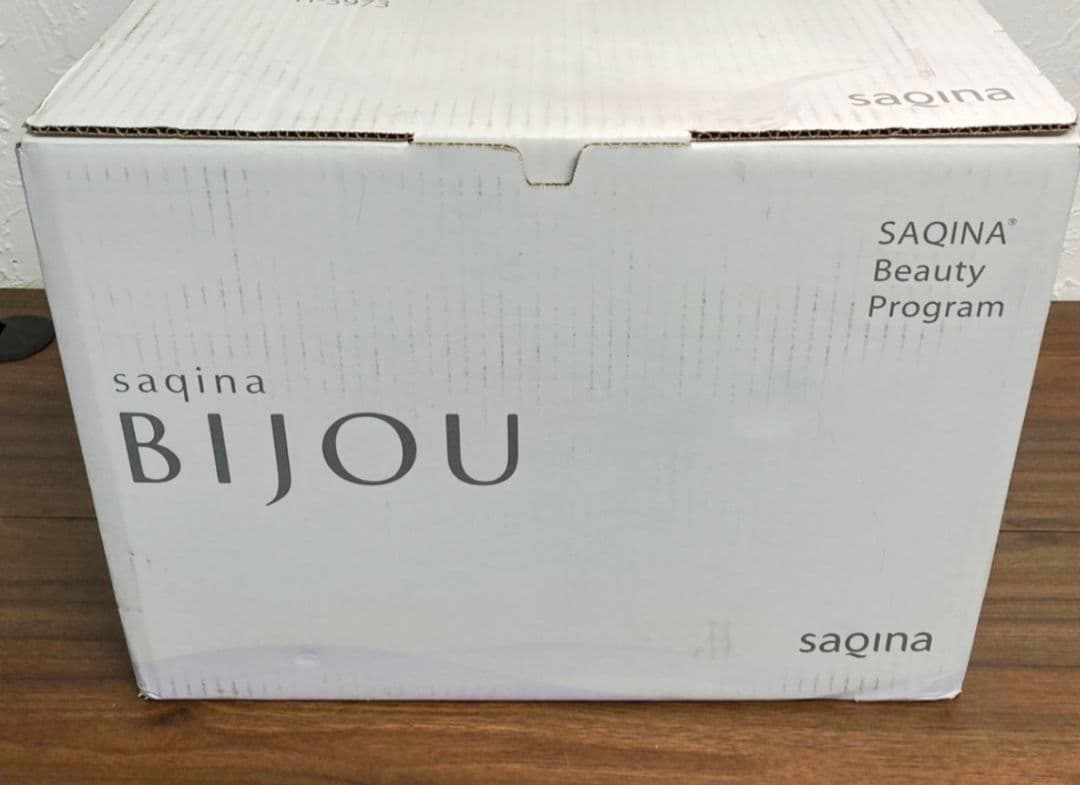 saqina
SAQINA®
Beauty
Program
saqina
BIJOU
saqina